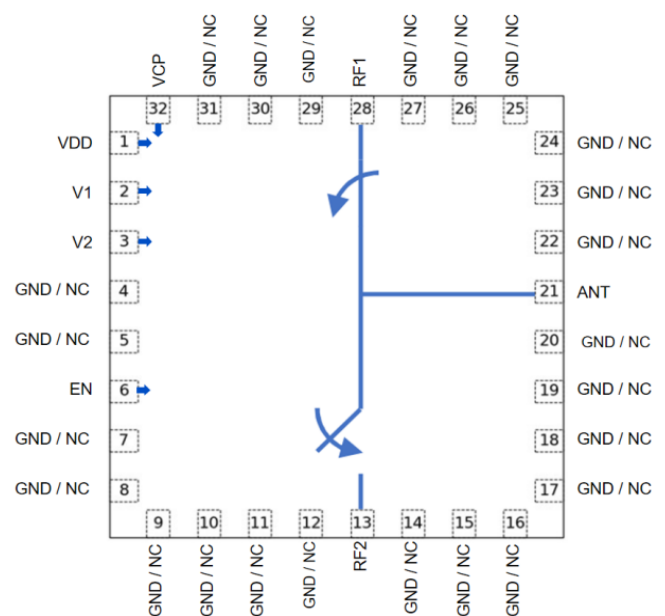 VCP
GND / NC
GND / NC
GND / NC
RF1
GND / NC
GND / NC
GND / NC
32
31
30
29
28
27
26
25
VDD
1
24
GND / NC
V1
2
23
GND / NC
V2
3
22
GND / NC
GND / NC
4
21
ANT
GND / NC
5
20
GND / NC
EN
6
19
GND / NC
GND / NC
7
18
GND / NC
GND / NC
8
17
GND / NC
9
10
11
12
13
14
15
16
GND / NC
GND / NC
GND / NC
GND / NC
RF2
GND / NC
GND / NC
GND / NC